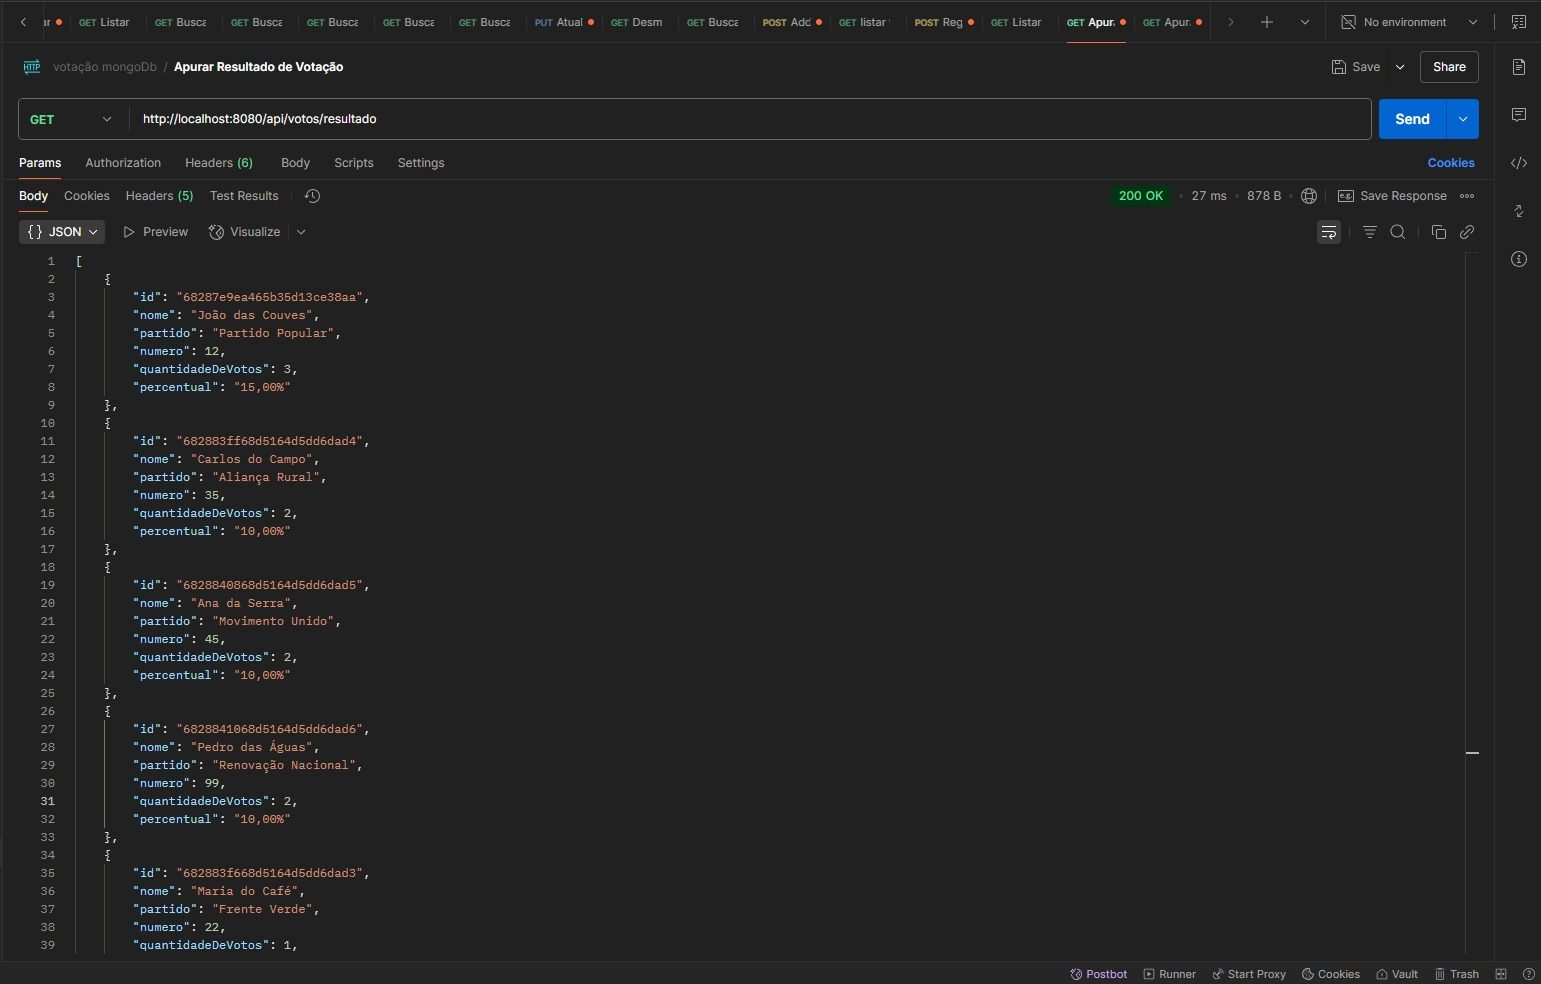 ar GET Listar GET Busca GET Busca GET Busca GET Busca GET Busca PUT Atual GET Desm GET Busca POST Add GET listar POST Reg GET Listar GET Apur. GET Apur. No environment
HTTP votação mongoDb / Apurar Resultado de Votação Save Share
GET http://localhost:8080/api/votos/resultado Send
Params Authorization Headers (6) Body Scripts Settings Cookies
Body Cookies Headers (5) Test Results 200 OK • 27 ms • 878 B • e.g. Save Response
{} JSON Preview Visualize
1 [
2 {
3 "id": "68287e9ea465b35d13ce38aa",
4 "nome": "João das Couves",
5 "partido": "Partido Popular",
6 "numero": 12,
7 "quantidadeDeVotos": 3,
8 "percentual": "15,00%"
9 },
10 {
11 "id": "682883ff68d5164d5dd6dad4",
12 "nome": "Carlos do Campo",
13 "partido": "Aliança Rural",
14 "numero": 35,
15 "quantidadeDeVotos": 2,
16 "percentual": "10,00%"
17 },
18 {
19 "id": "6828840868d5164d5dd6dad5",
20 "nome": "Ana da Serra",
21 "partido": "Movimento Unido",
22 "numero": 45,
23 "quantidadeDeVotos": 2,
24 "percentual": "10,00%"
25 },
26 {
27 "id": "6828841068d5164d5dd6dad6",
28 "nome": "Pedro das Águas",
29 "partido": "Renovação Nacional",
30 "numero": 99,
31 "quantidadeDeVotos": 2,
32 "percentual": "10,00%"
33 },
34 {
35 "id": "682883f668d5164d5dd6dad3",
36 "nome": "Maria do Café",
37 "partido": "Frente Verde",
38 "numero": 22,
39 "quantidadeDeVotos": 1,
Postbot Runner Start Proxy Cookies Vault Trash